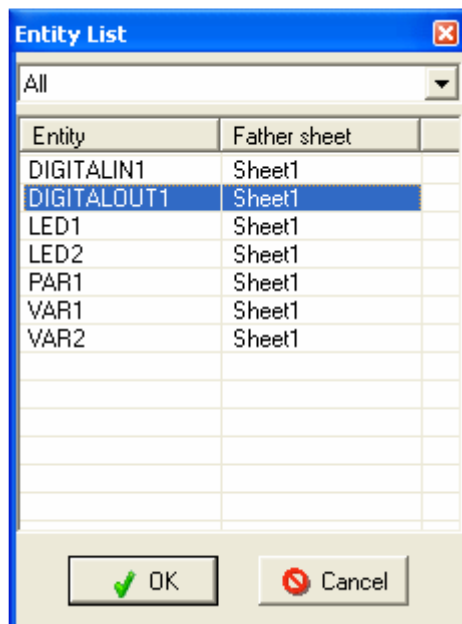 Entity List
All
Entity Father sheet
DIGITALIN1 Sheet1
DIGITALOUT1 Sheet1
LED1 Sheet1
LED2 Sheet1
PAR1 Sheet1
VAR1 Sheet1
VAR2 Sheet1
OK Cancel